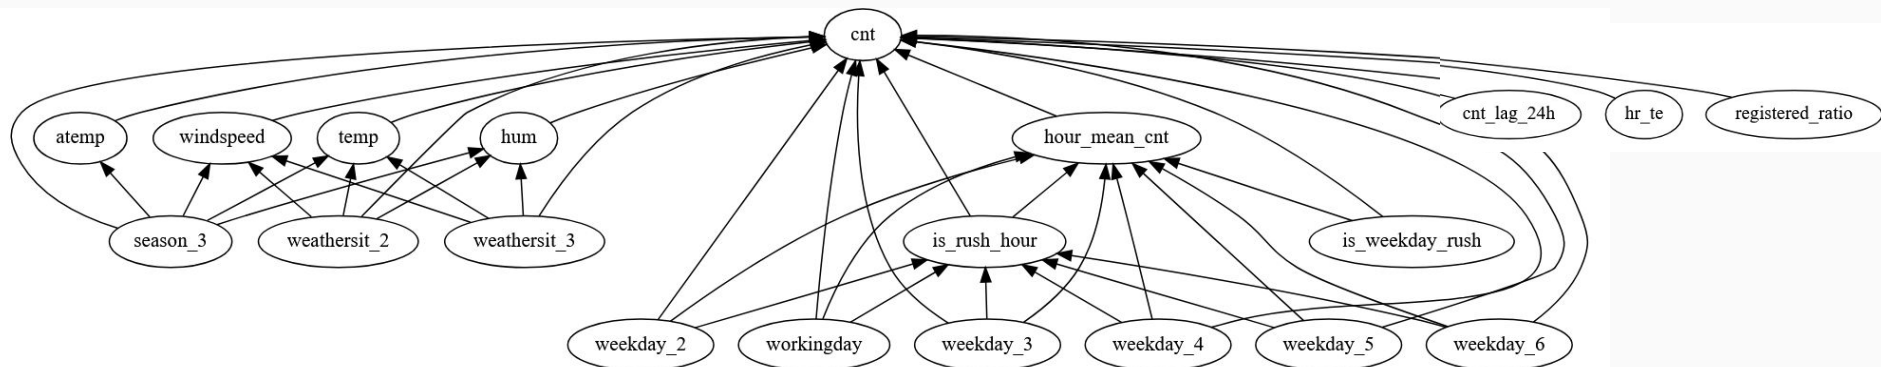 cnt
cnt_lag_24h
hr_te
registered_ratio
atemp
windspeed
temp
hum
hour_mean_cnt
season_3
weathersit_2
weathersit_3
is_rush_hour
is_weekday_rush
weekday_2
workingday
weekday_3
weekday_4
weekday_5
weekday_6